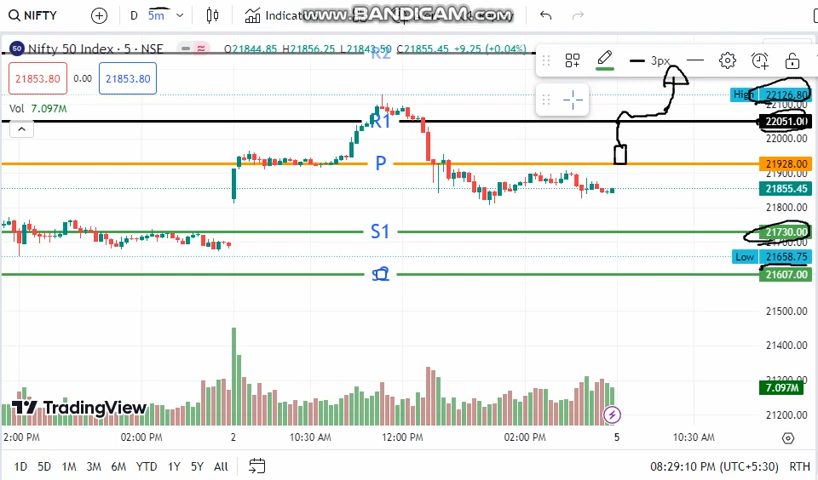 NIFTY D 5m Indicat
www.BANDICAM.com
50 Nifty 50 Index · 5 · NSE O21844.85 H21856.25 L21843.50 C21855.45 +9.25 (+0.04%)
R2
3px
21853.80 0.00 21853.80
High 22126.80
Vol 7.097M
22100.00
R1 22051.00
22000.00
P 21928.00
21900.00
21855.45
21800.00
S1 21730.00
21700.00
Low 21658.75
21607.00
21500.00
21400.00
21300.00
7.097M
TradingView
21200.00
2:00 PM 02:00 PM 2 10:30 AM 12:00 PM 02:00 PM 5 10:30 AM
1D 5D 1M 3M 6M YTD 1Y 5Y All 08:29:10 PM (UTC+5:30) RTH